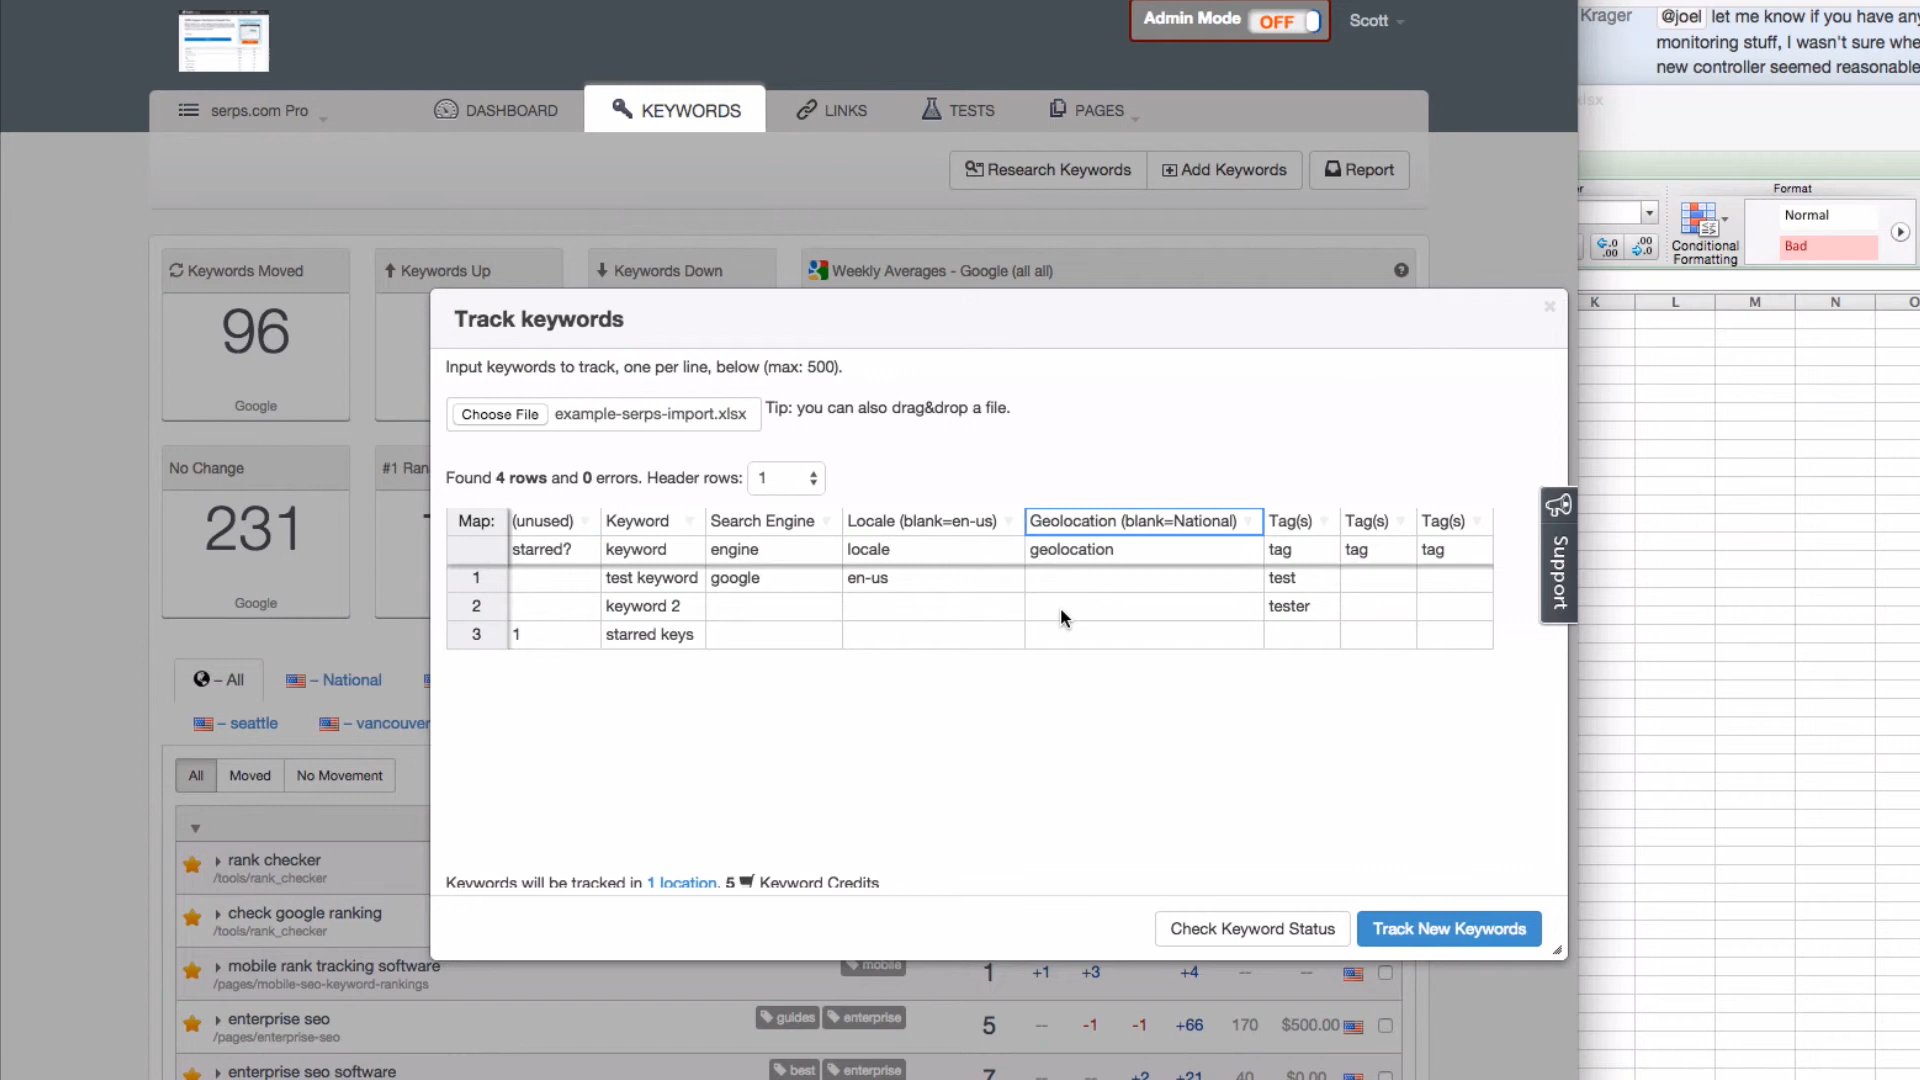 Admin Mode OFF
Scott
Krager
@joel let me know if you have any
monitoring stuff, I wasn't sure whe
new controller seemed reasonable
serps.com Pro
DASHBOARD
KEYWORDS
LINKS
TESTS
PAGES
Research Keywords
Add Keywords
Report
Format
Conditional
Formatting
Normal
Bad
K L M N O
Keywords Moved
96
Google
Keywords Up
Keywords Down
Weekly Averages - Google (all all)
No Change
231
Google
#1 Ran
Track keywords
Input keywords to track, one per line, below (max: 500).
Choose File example-serps-import.xlsx
Tip: you can also drag&drop a file.
Found 4 rows and 0 errors. Header rows: 1
Map: (unused) Keyword Search Engine Locale (blank=en-us) Geolocation (blank=National) Tag(s) Tag(s) Tag(s)
starred? keyword engine locale geolocation tag tag tag
1 test keyword google en-us test
2 keyword 2 tester
3 1 starred keys
Keywords will be tracked in 1 location. 5 Keyword Credits
Check Keyword Status
Track New Keywords
Support
– All
– National
– seattle
– vancouver
All
Moved
No Movement
rank checker
/tools/rank_checker
check google ranking
/tools/rank_checker
mobile rank tracking software mobile 1 +1 +3 +4 -- --
/pages/mobile-seo-keyword-rankings
enterprise seo guides enterprise 5 -- -1 -1 +66 170 $500.00
/pages/enterprise-seo
enterprise seo software best enterprise 7 -- -- +2 +21 40 $0.00